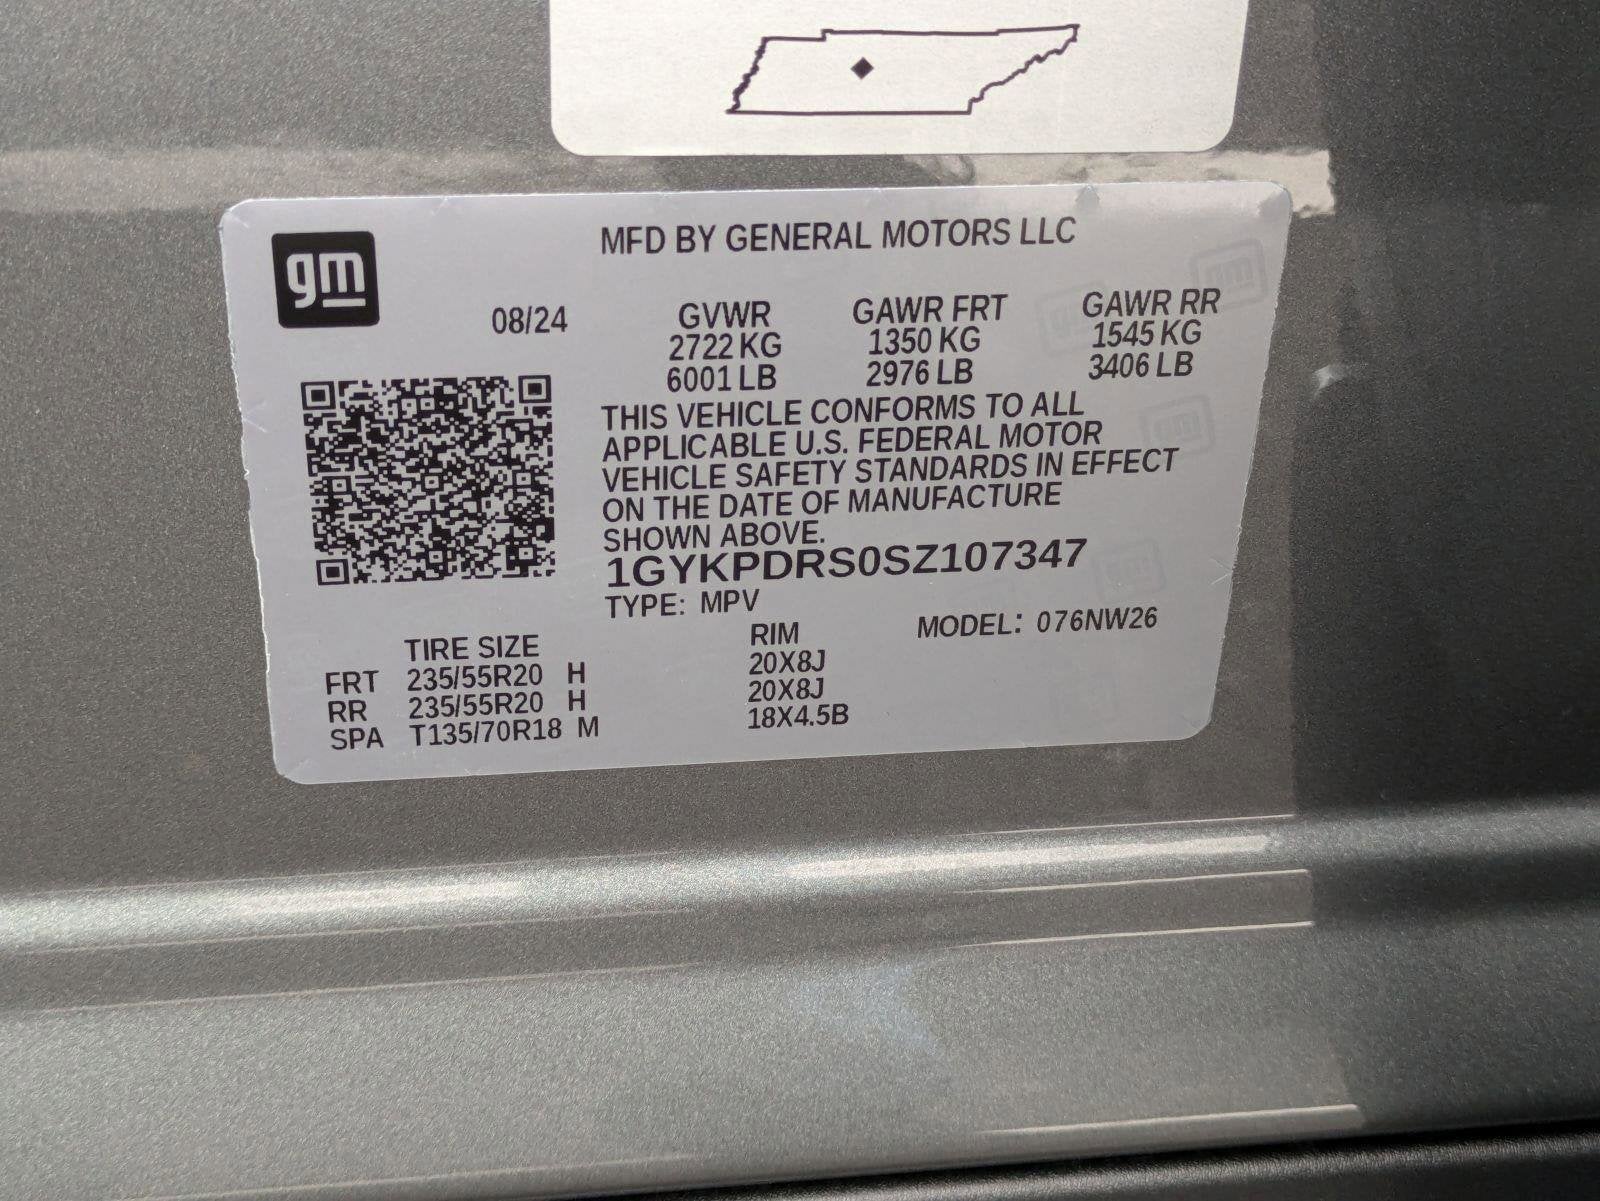 gm
MFD BY GENERAL MOTORS LLC
08/24 GVWR GAWR FRT GAWR RR
2722 KG 1350 KG 1545 KG
6001 LB 2976 LB 3406 LB
THIS VEHICLE CONFORMS TO ALL
APPLICABLE U.S. FEDERAL MOTOR
VEHICLE SAFETY STANDARDS IN EFFECT
ON THE DATE OF MANUFACTURE
SHOWN ABOVE.
1GYKPDRS0SZ107347
TYPE: MPV MODEL: 076NW26
TIRE SIZE RIM
FRT 235/55R20 H 20X8J
RR 235/55R20 H 20X8J
SPA T135/70R18 M 18X4.5B